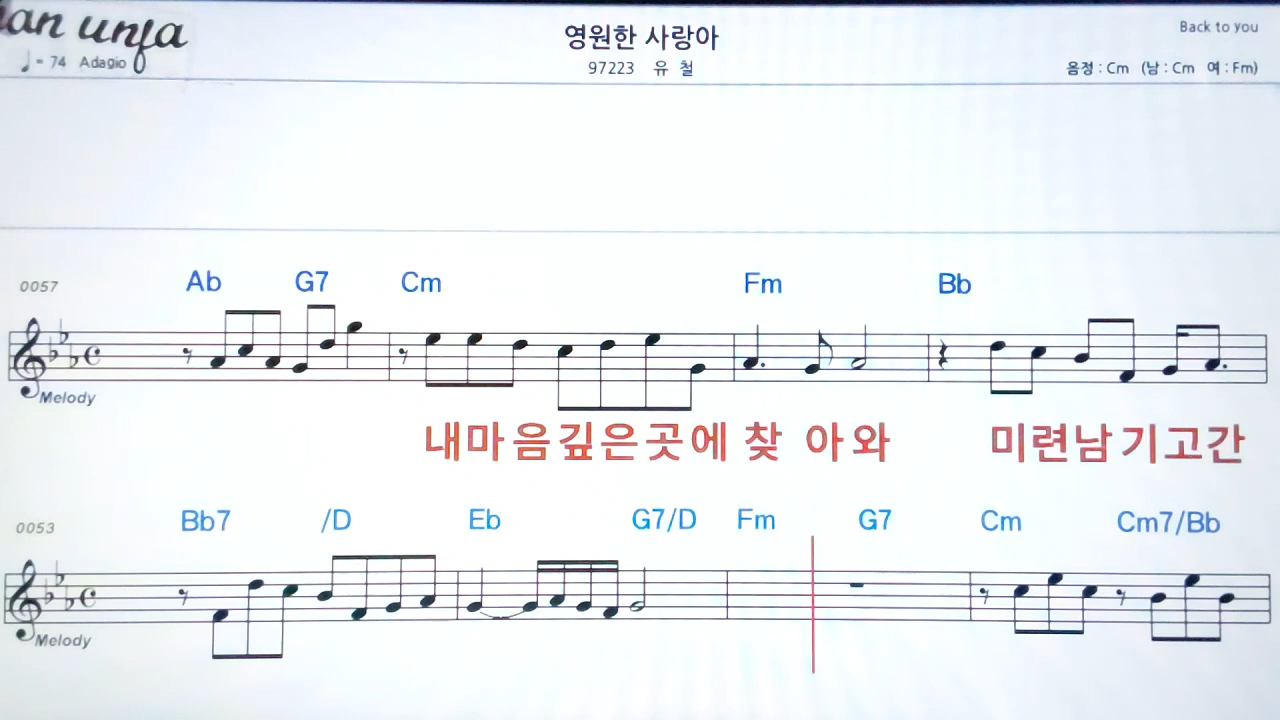 an unja
♩= 74 Adagio
영원한 사랑아
97223 유 철
Back to you
음정 : Cm (남 : Cm 여 : Fm)
0057
Ab G7 Cm Fm Bb
Melody
내마음깊은곳에 찾 아와 미련남기고간
0053
Bb7 /D Eb G7/D Fm G7 Cm Cm7/Bb
Melody